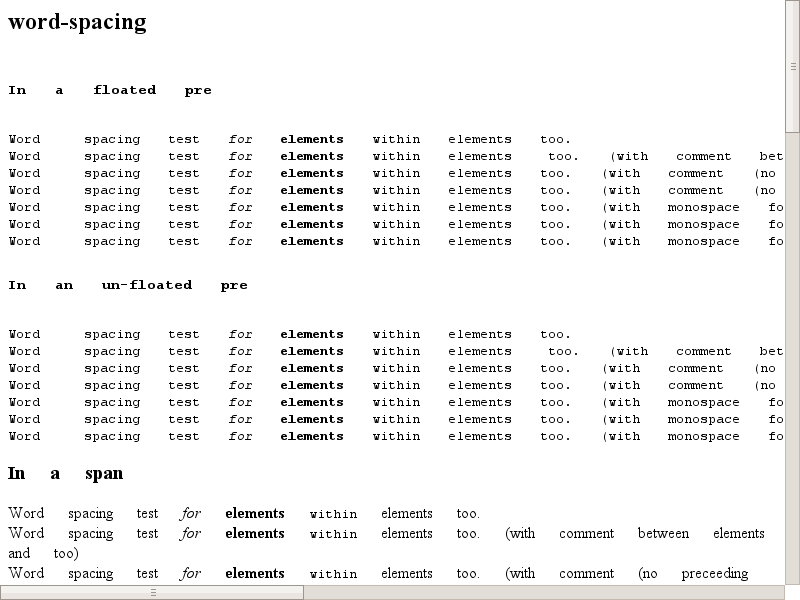 word-spacing
In a floated pre
Word spacing test for elements within elements too.
Word spacing test for elements within elements too. (with comment bet
Word spacing test for elements within elements too. (with comment (no
Word spacing test for elements within elements too. (with comment (no
Word spacing test for elements within elements too. (with monospace fo
Word spacing test for elements within elements too. (with monospace fo
Word spacing test for elements within elements too. (with monospace fo
In an un-floated pre
Word spacing test for elements within elements too.
Word spacing test for elements within elements too. (with comment bet
Word spacing test for elements within elements too. (with comment (no
Word spacing test for elements within elements too. (with comment (no
Word spacing test for elements within elements too. (with monospace fo
Word spacing test for elements within elements too. (with monospace fo
Word spacing test for elements within elements too. (with monospace fo
In a span
Word spacing test for elements within elements too.
Word spacing test for elements within elements too. (with comment between elements
and too)
Word spacing test for elements within elements too. (with comment (no preceeding